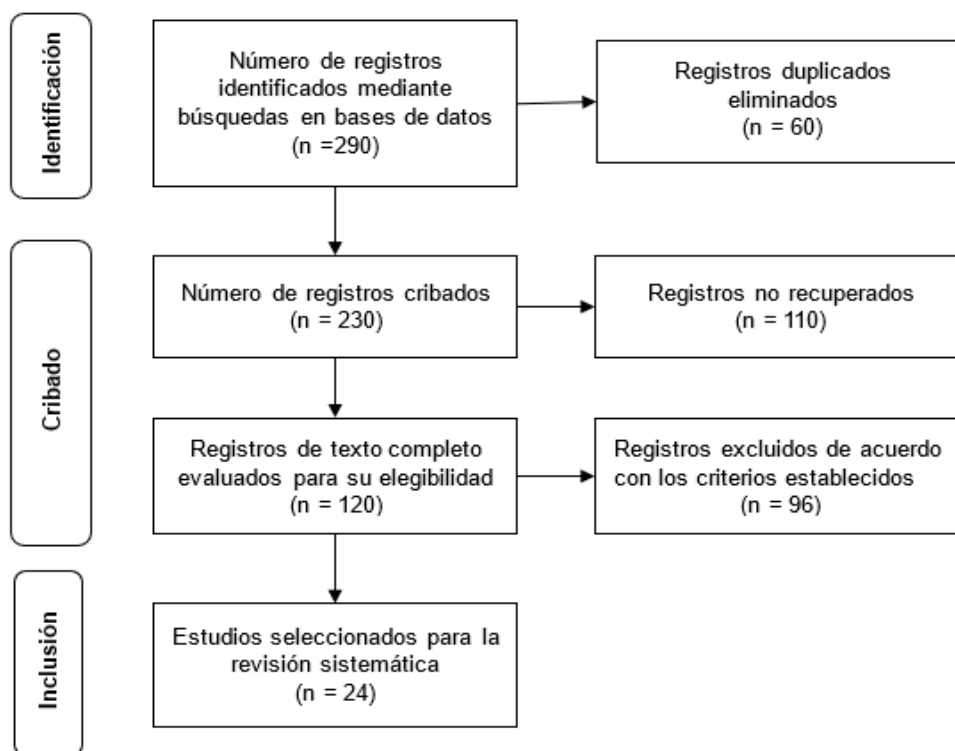 Identificación
Número de registros
identificados mediante
búsquedas en bases de datos
(n =290)
Registros duplicados
eliminados
(n = 60)
Cribado
Número de registros cribados
(n = 230)
Registros no recuperados
(n = 110)
Registros de texto completo
evaluados para su elegibilidad
(n = 120)
Registros excluidos de acuerdo
con los criterios establecidos
(n = 96)
Inclusión
Estudios seleccionados para la
revisión sistemática
(n = 24)